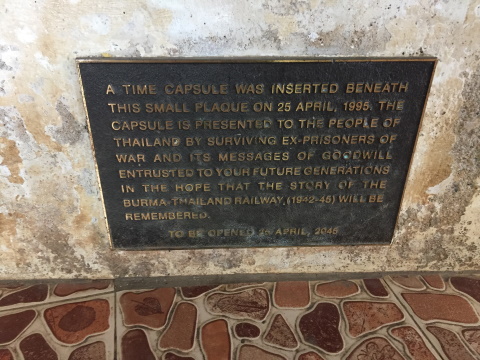 A TIME CAPSULE WAS INSERTED BENEATH
THIS SMALL PLAQUE ON 25 APRIL, 1995. THE
CAPSULE IS PRESENTED TO THE PEOPLE OF
THAILAND BY SURVIVING EX-PRISONERS OF
WAR AND ITS MESSAGES OF GOODWILL
ENTRUSTED TO YOUR FUTURE GENERATIONS
IN THE HOPE THAT THE STORY OF THE
BURMA-THAILAND RAILWAY, (1942-45) WILL BE
REMEMBERED.
TO BE OPENED 25 APRIL, 2045